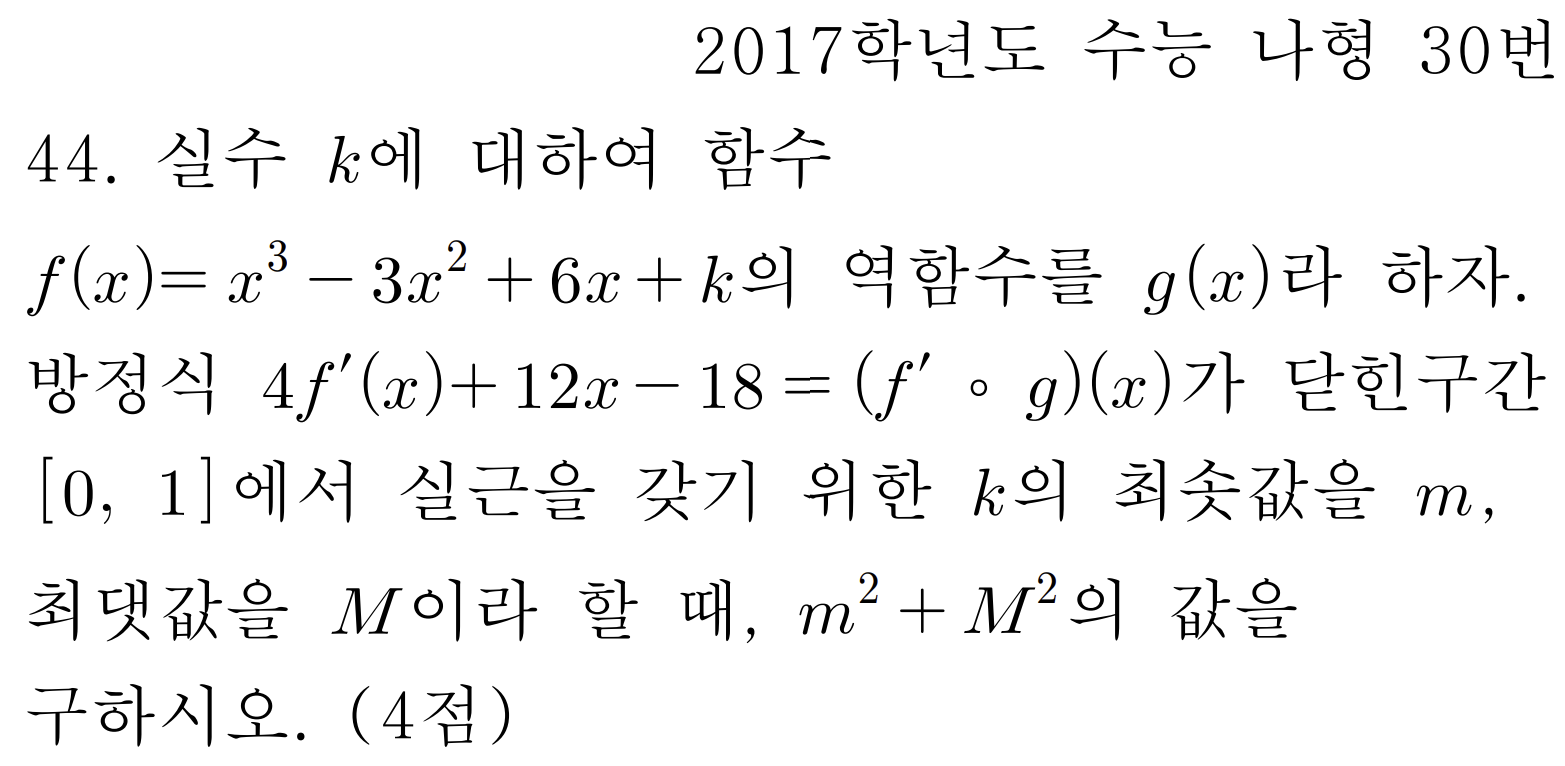 2017학년도 수능 나형 30번
44. 실수 k에 대하여 함수
f(x)= x³ − 3x² + 6x + k의 역함수를 g(x)라 하자.
방정식 4f′(x)+ 12x − 18 = (f′ ∘ g)(x)가 닫힌구간
[0, 1]에서 실근을 갖기 위한 k의 최솟값을 m,
최댓값을 M이라 할 때, m² + M²의 값을
구하시오. (4점)